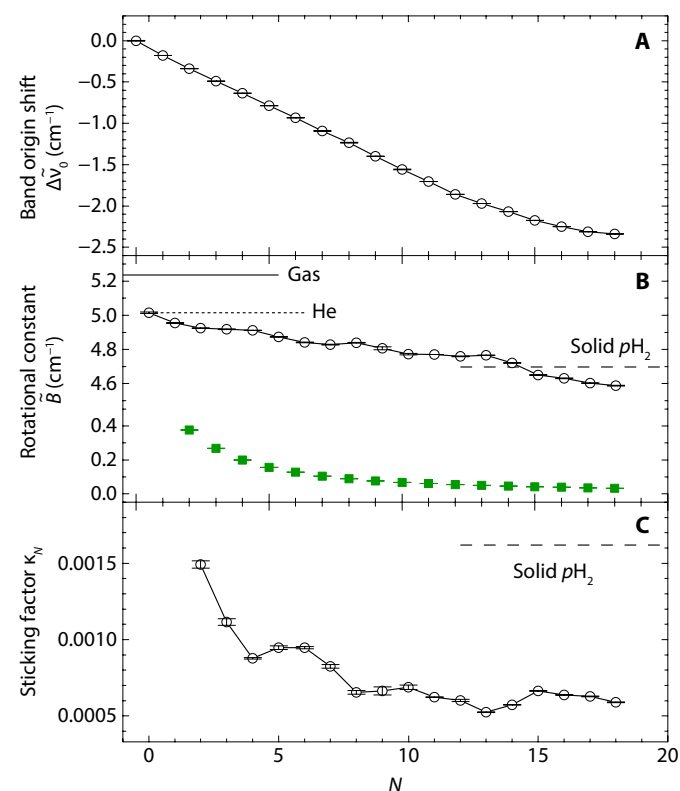 A
Band origin shift
Δν̃₀ (cm⁻¹)
0.0
−0.5
−1.0
−1.5
−2.0
−2.5
B
Gas
He
Solid pH₂
Rotational constant
B̃ (cm⁻¹)
5.2
5.0
4.8
4.6
0.4
0.2
0.0
C
Solid pH₂
Sticking factor κN
0.0015
0.0010
0.0005
0 5 10 15 20
N